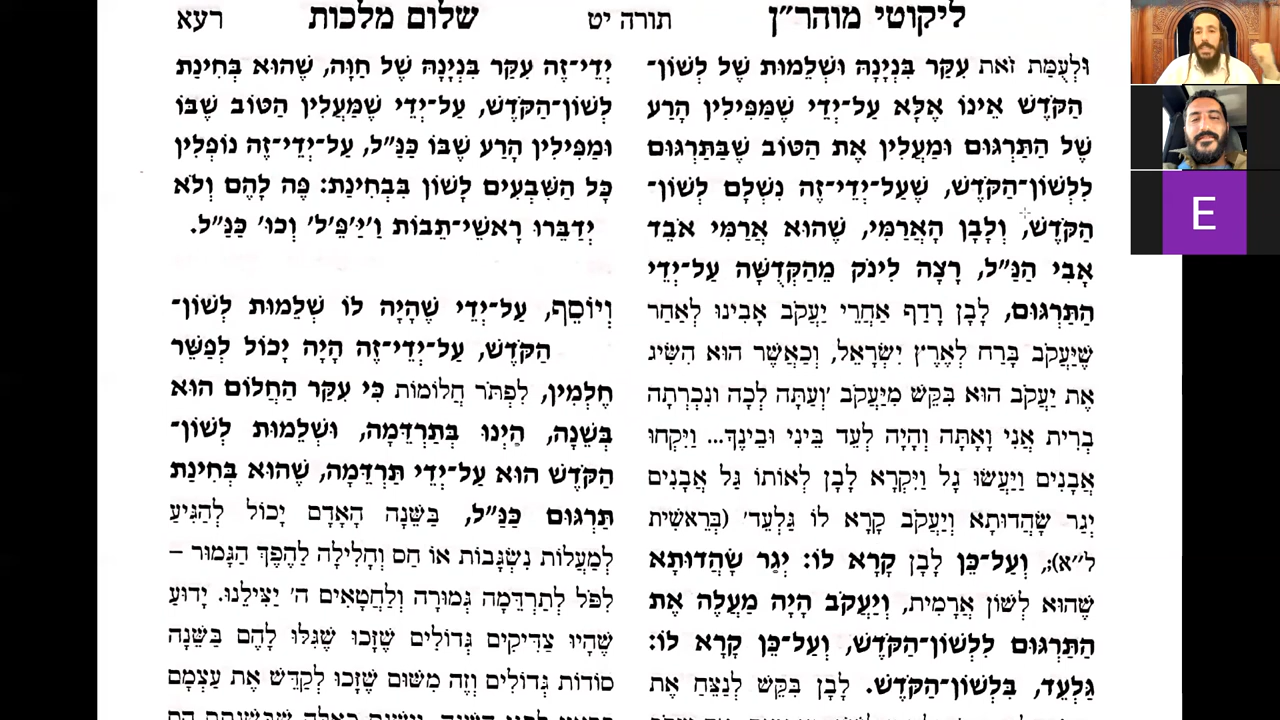 ליקוטי מוהר״ן תורה יט שלום מלכות רעא
וּלְעֻמַּת זֹאת עִקַּר בִּנְיָנָהּ וּשְׁלֵמוּת שֶׁל לְשׁוֹן־
הַקֹּדֶשׁ אֵינוֹ אֶלָּא עַל־יְדֵי שֶׁמַּפִּילִין הָרַע
שֶׁל הַתַּרְגּוּם וּמַעֲלִין אֶת הַטּוֹב שֶׁבַּתַּרְגּוּם
לִלְשׁוֹן־הַקֹּדֶשׁ, שֶׁעַל־יְדֵי־זֶה נִשְׁלָם לְשׁוֹן־
הַקֹּדֶשׁ, וְלָבָן הָאֲרַמִּי, שֶׁהוּא אֲרַמִּי אֹבֵד
אָבִי הַנַּ״ל, רָצָה לִינֹק מֵהַקְּדֻשָּׁה עַל־יְדֵי
הַתַּרְגּוּם, לָבָן רָדַף אַחֲרֵי יַעֲקֹב אָבִינוּ לְאַחַר
שֶׁיַּעֲקֹב בָּרַח לְאֶרֶץ יִשְׂרָאֵל, וְכַאֲשֶׁר הוּא הִשִּׂיג
אֶת יַעֲקֹב הוּא בִּקֵּשׁ מִיַּעֲקֹב 'וְעַתָּה לְכָה וְנִכְרְתָה
בְרִית אֲנִי וָאָתָּה וְהָיָה לְעֵד בֵּינִי וּבֵינֶךָ... וַיִּקְחוּ
אֲבָנִים וַיַּעֲשׂוּ גָל וַיִּקְרָא לָבָן לְאוֹתוֹ גַּל אֲבָנִים
יְגַר שָׂהֲדוּתָא וְיַעֲקֹב קָרָא לוֹ גַּלְעֵד' (בְּרֵאשִׁית
ל״א);, וְעַל־כֵּן לָבָן קָרָא לוֹ: יְגַר שָׂהֲדוּתָא
שֶׁהוּא לְשׁוֹן אֲרָמִית, וְיַעֲקֹב הָיָה מַעֲלֶה אֶת
הַתַּרְגּוּם לִלְשׁוֹן־הַקֹּדֶשׁ, וְעַל־כֵּן קָרָא לוֹ:
גַּלְעֵד, בִּלְשׁוֹן־הַקֹּדֶשׁ. לָבָן בִּקֵּשׁ לְנַצֵּחַ אֶת
יְדֵי־זֶה עִקַּר בִּנְיָנָהּ שֶׁל חַוָּה, שֶׁהוּא בְּחִינַת
לְשׁוֹן־הַקֹּדֶשׁ, עַל־יְדֵי שֶׁמַּעֲלִין הַטּוֹב שֶׁבּוֹ
וּמַפִּילִין הָרַע שֶׁבּוֹ כַּנַּ״ל, עַל־יְדֵי־זֶה נוֹפְלִין
כָּל הַשִּׁבְעִים לָשׁוֹן בִּבְחִינַת: פֶּה לָהֶם וְלֹא
יְדַבֵּרוּ רָאשֵׁי־תֵבוֹת וַ'יַּ'פֵּ'ל' וְכוּ' כַּנַּ״ל.
וְיוֹסֵף, עַל־יְדֵי שֶׁהָיָה לוֹ שְׁלֵמוּת לְשׁוֹן־
הַקֹּדֶשׁ, עַל־יְדֵי־זֶה הָיָה יָכוֹל לְפַשֵּׁר
חֶלְמִין, לִפְתֹּר חֲלוֹמוֹת כִּי עִקַּר הַחֲלוֹם הוּא
בְּשֵׁנָה, הַיְנוּ בְּתַרְדֵּמָה, וּשְׁלֵמוּת לְשׁוֹן־
הַקֹּדֶשׁ הוּא עַל־יְדֵי תַּרְדֵּמָה, שֶׁהוּא בְּחִינַת
תַּרְגּוּם כַּנַּ״ל, בַּשֵּׁנָה הָאָדָם יָכוֹל לְהַגִּיעַ
לְמַעֲלוֹת נִשְׂגָּבוֹת אוֹ חַס וְחָלִילָה לְהֶפֶךְ הַגָּמוּר –
לִפֹּל לְתַרְדֵּמָה גְּמוּרָה וְלַחֲטָאִים ה' יַצִּילֵנוּ. יָדוּעַ
שֶׁהָיוּ צַדִּיקִים גְּדוֹלִים שֶׁזָּכוּ שֶׁגִּלּוּ לָהֶם בַּשֵּׁנָה
סוֹדוֹת גְּדוֹלִים וְזֶה מִשּׁוּם שֶׁזָּכוּ לְקַדֵּשׁ אֶת עַצְמָם
E